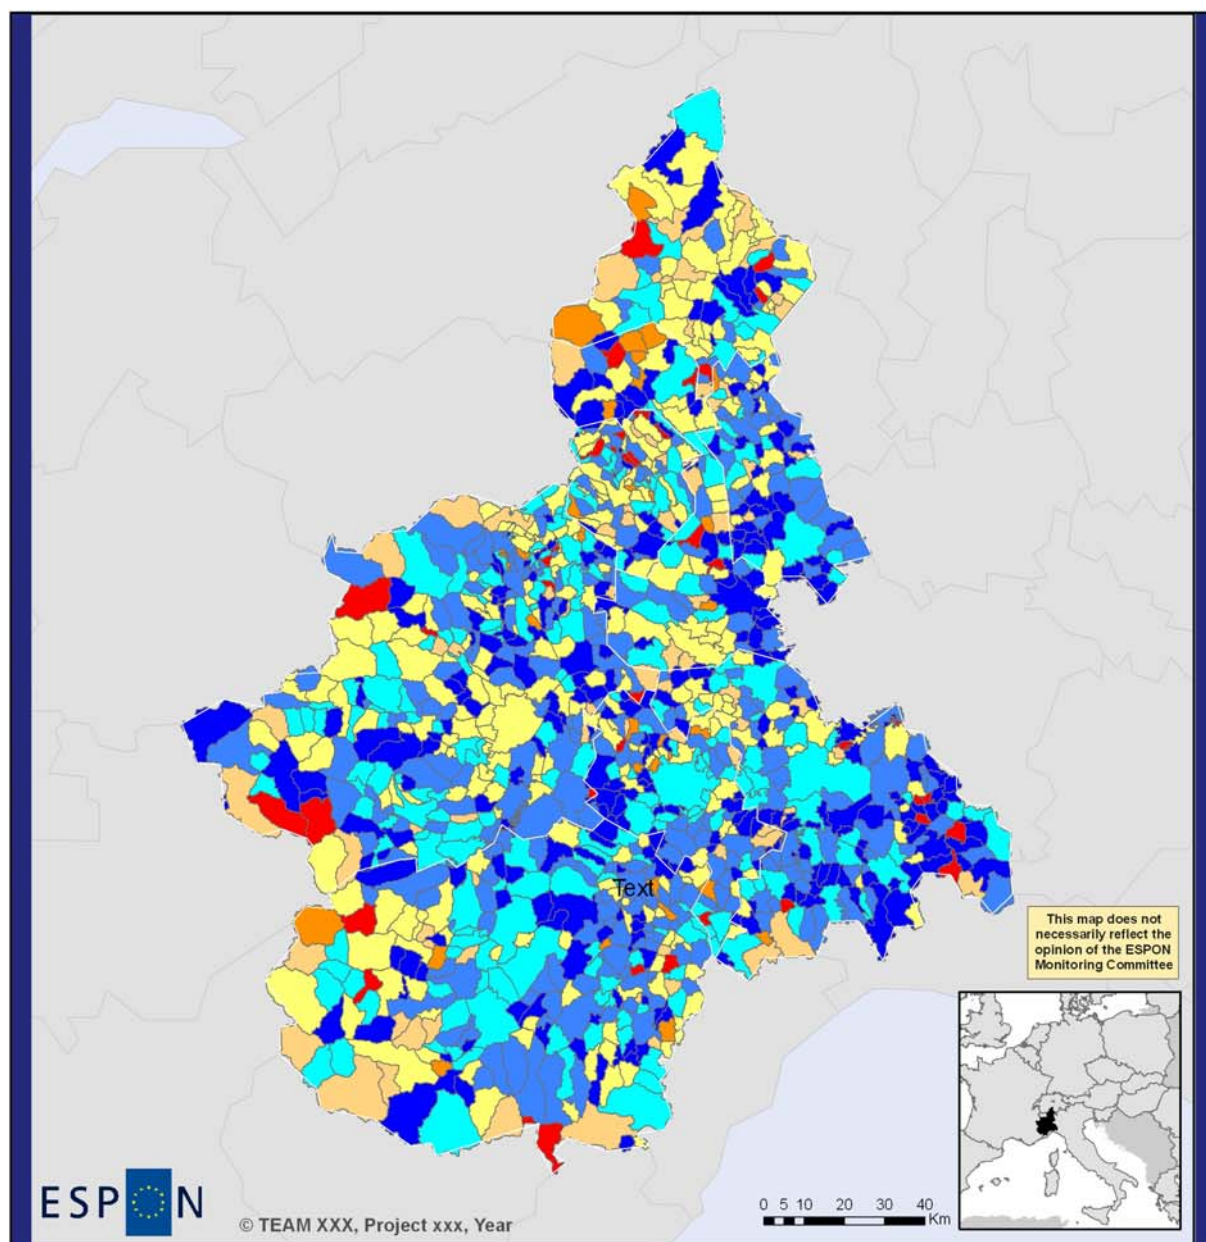 Text
This map does not
necessarily reflect the
opinion of the ESPON
Monitoring Committee
ESPON
© TEAM XXX, Project xxx, Year
0 5 10 20 30 40
Km